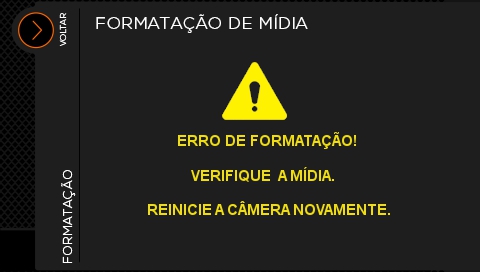 VOLTAR
FORMATAÇÃO DE MÍDIA
ERRO DE FORMATAÇÃO!
VERIFIQUE A MÍDIA.
REINICIE A CÂMERA NOVAMENTE.
FORMATAÇÃO